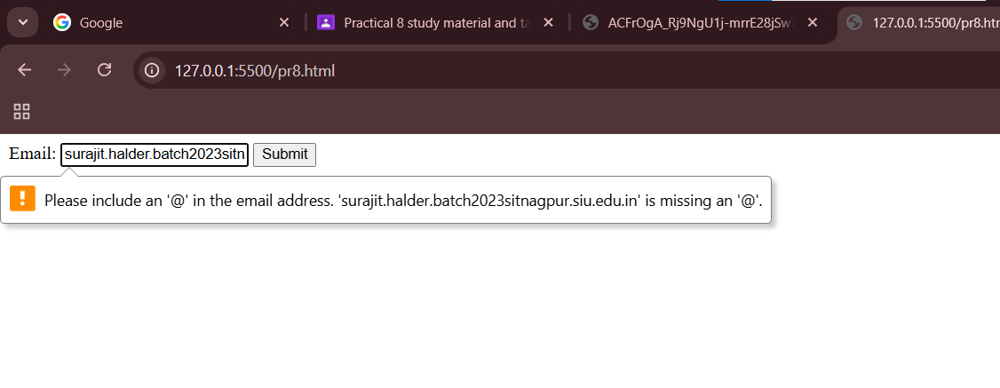 Google
Practical 8 study material and ta
ACFrOgA_Rj9NgU1j-mrrE28jSw
127.0.0.1:5500/pr8.htm
127.0.0.1:5500/pr8.html
Email: surajit.halder.batch2023sitn Submit
Please include an '@' in the email address. 'surajit.halder.batch2023sitnagpur.siu.edu.in' is missing an '@'.